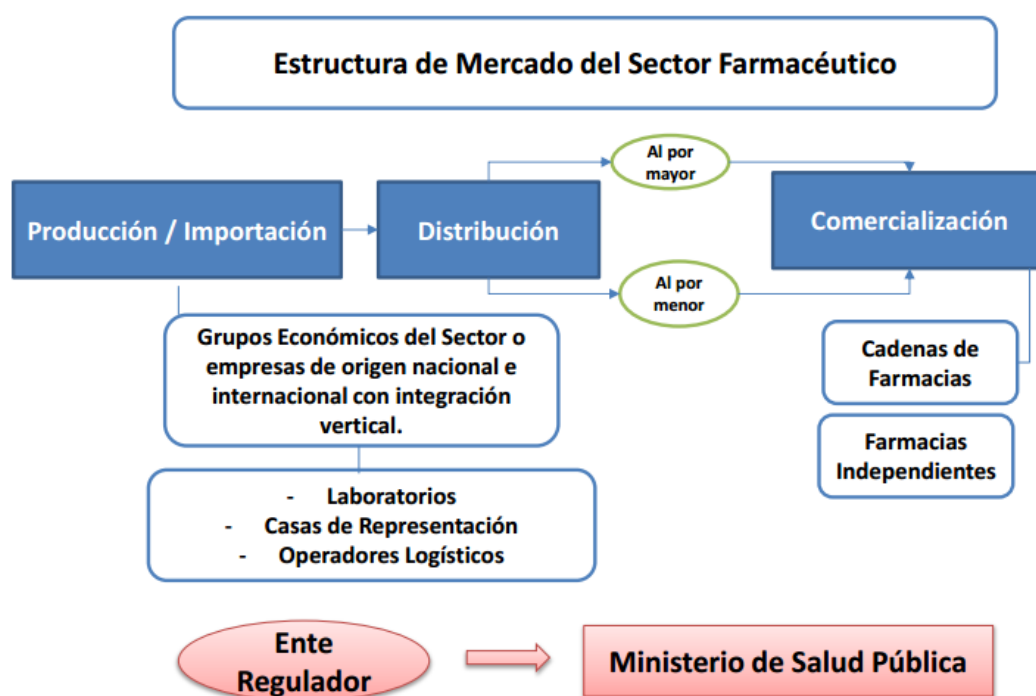 Estructura de Mercado del Sector Farmacéutico
Al por
mayor
Producción / Importación
Distribución
Comercialización
Al por
menor
Grupos Económicos del Sector o
empresas de origen nacional e
internacional con integración
vertical.
Cadenas de
Farmacias
Farmacias
Independientes
- Laboratorios
- Casas de Representación
- Operadores Logísticos
Ente
Regulador
Ministerio de Salud Pública